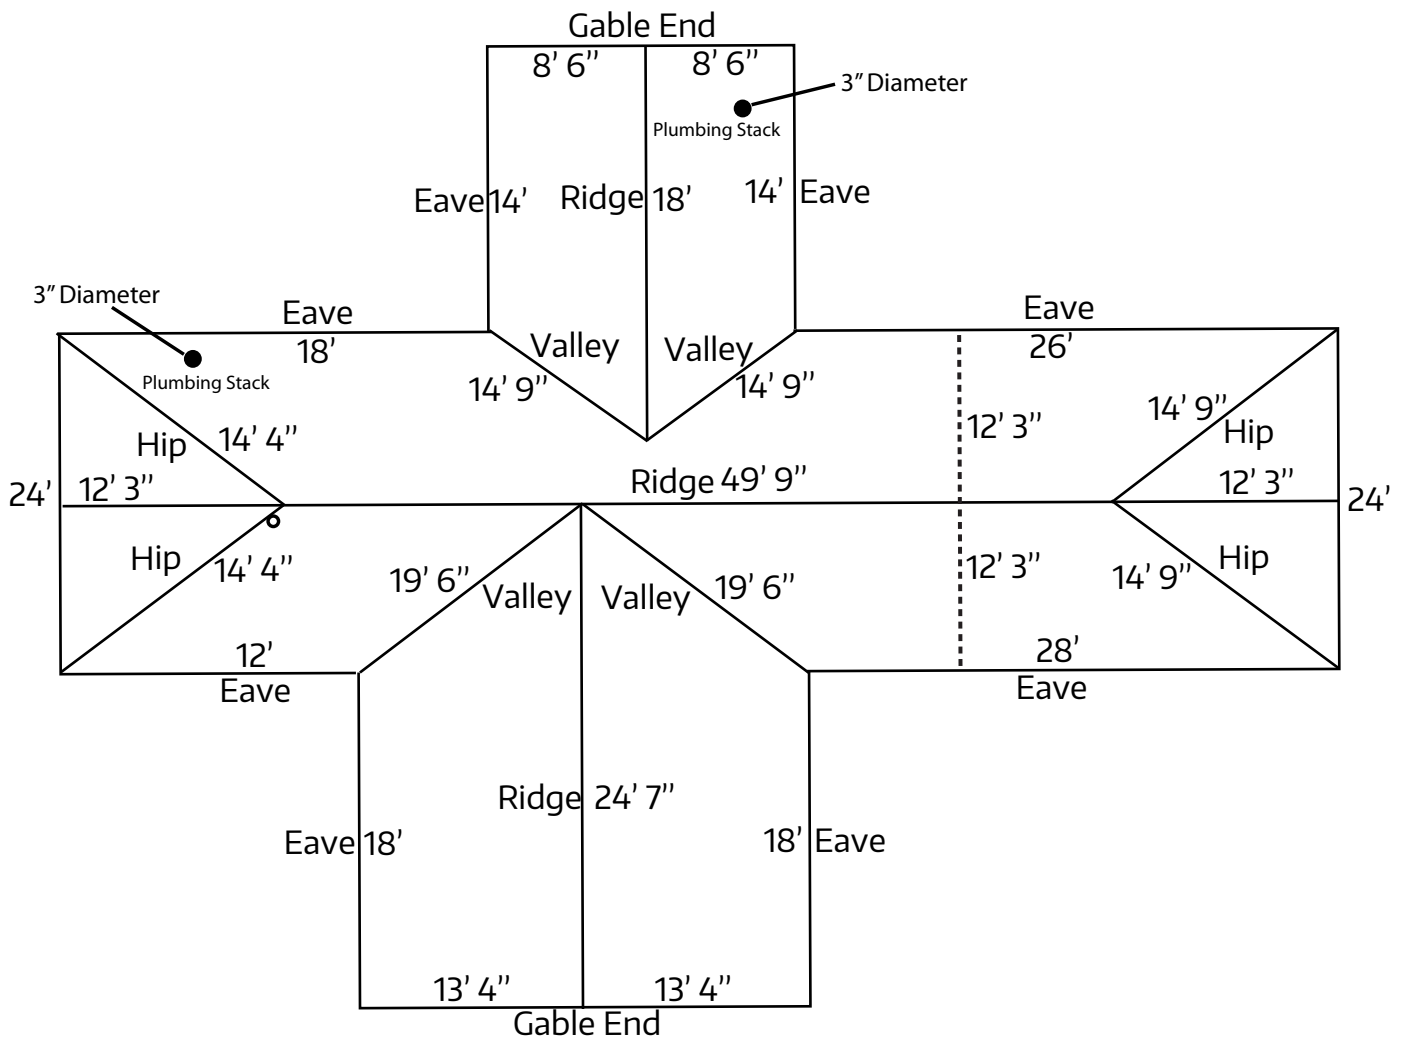 Gable End
8’ 6” 8’ 6”
3” Diameter
Plumbing Stack
Eave 14’ Ridge 18’ 14’ Eave
3” Diameter
Eave
Eave
18’
Valley Valley
26’
Plumbing Stack
14’ 9” 14’ 9”
14’ 9”
Hip 14’ 4”
12’ 3”
Hip
24’ 12’ 3”
Ridge 49’ 9”
12’ 3” 24’
Hip 14’ 4”
19’ 6” Valley Valley 19’ 6”
12’ 3”
14’ 9” Hip
12’
Eave
28’
Eave
Ridge 24’ 7”
Eave 18’
18’ Eave
13’ 4” 13’ 4”
Gable End